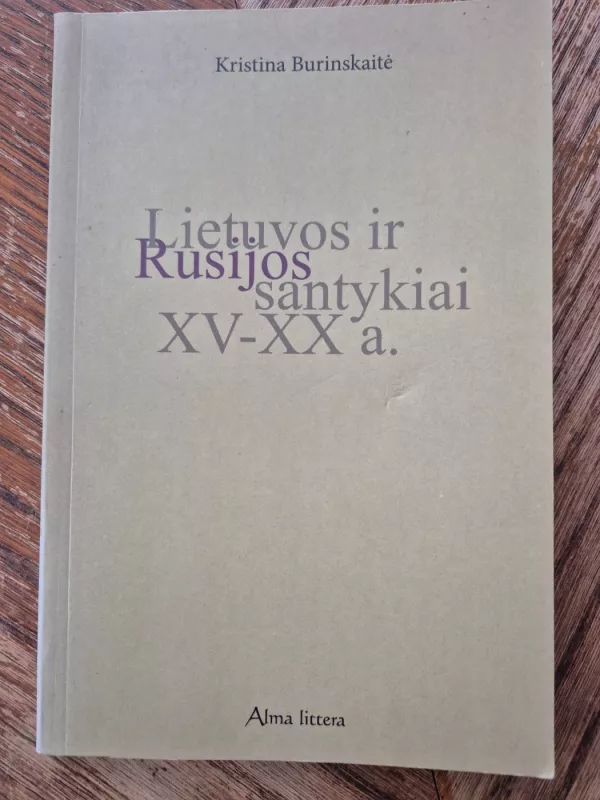 Kristina Burinskaitė
Lietuvos ir
Rusijos
santykiai
XV-XX a.
Alma littera